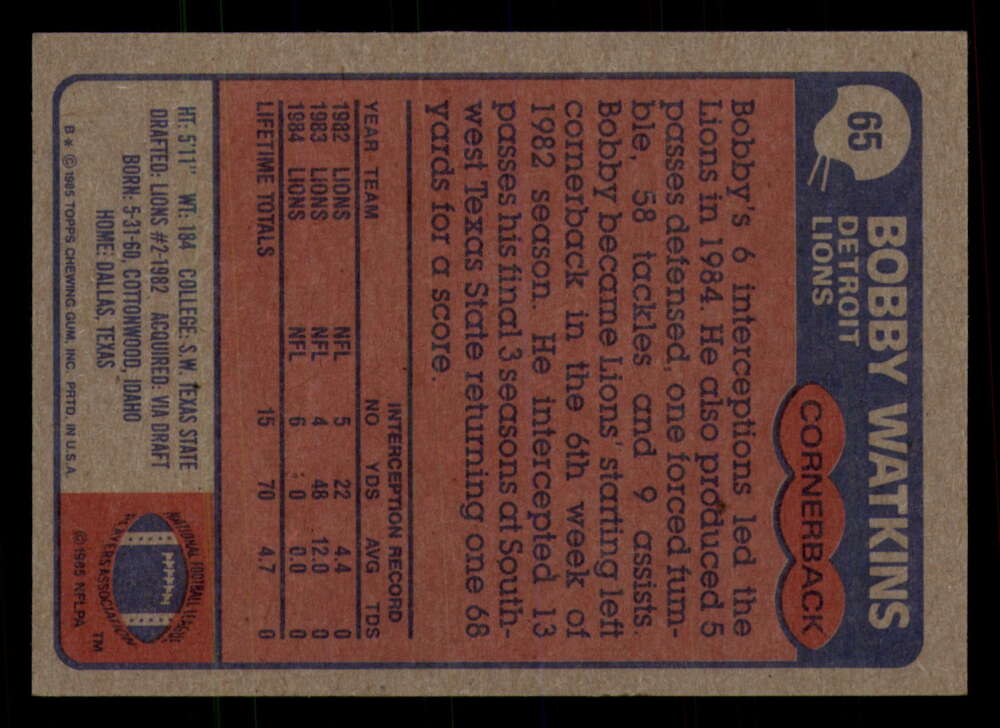 65
BOBBY WATKINS
DETROIT
LIONS
CORNERBACK
Bobby's 6 interceptions led the
Lions in 1984. He also produced 5
passes defensed, one forced fum-
ble, 58 tackles and 9 assists.
Bobby became Lions' starting left
cornerback in the 6th week of
1982 season. He intercepted 13
passes his final 3 seasons at South-
west Texas State returning one 68
yards for a score.
INTERCEPTION RECORD
YEAR TEAM NO YDS AVG TDS
1982 LIONS NFL 5 22 4.4 0
1983 LIONS NFL 4 48 12.0 0
1984 LIONS NFL 6 0 0.0 0
LIFETIME TOTALS 15 70 4.7 0
HT: 5'11" WT: 184 COLLEGE: S.W. TEXAS STATE
DRAFTED: LIONS #2-1982 ACQUIRED: VIA DRAFT
BORN: 5-31-60, COTTONWOOD, IDAHO
HOME: DALLAS, TEXAS
B* ©1985 TOPPS CHEWING GUM, INC. PRTD. IN U.S.A.
NATIONAL FOOTBALL LEAGUE
PLAYERS ASSOCIATION
TM
©1985 NFLPA